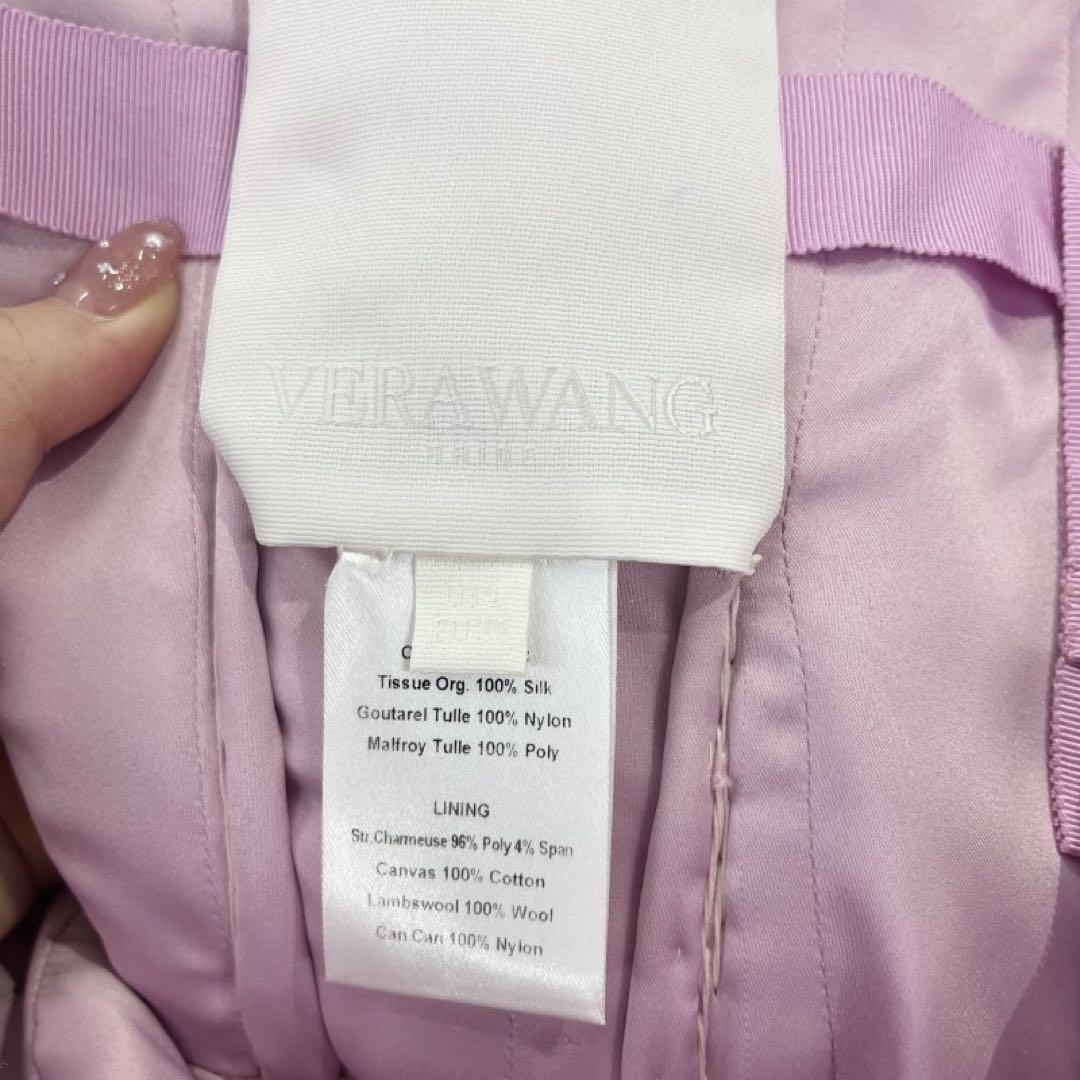 VERA WANG
BRIDE
Tissue Org. 100% Silk
Goutarel Tulle 100% Nylon
Malfroy Tulle 100% Poly
LINING
Str.Charmeuse 96% Poly 4% Span
Canvas 100% Cotton
Lambswool 100% Wool
Can Can 100% Nylon